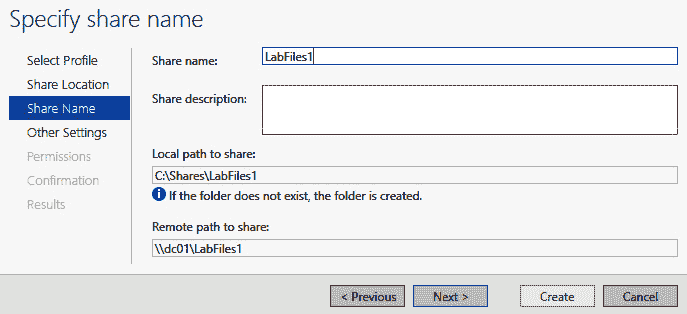 Specify share name
Select Profile
Share Location
Share Name
Other Settings
Permissions
Confirmation
Results
Share name:
LabFiles1
Share description:
Local path to share:
C:\Shares\LabFiles1
If the folder does not exist, the folder is created.
Remote path to share:
\\dc01\LabFiles1
< Previous
Next >
Create
Cancel